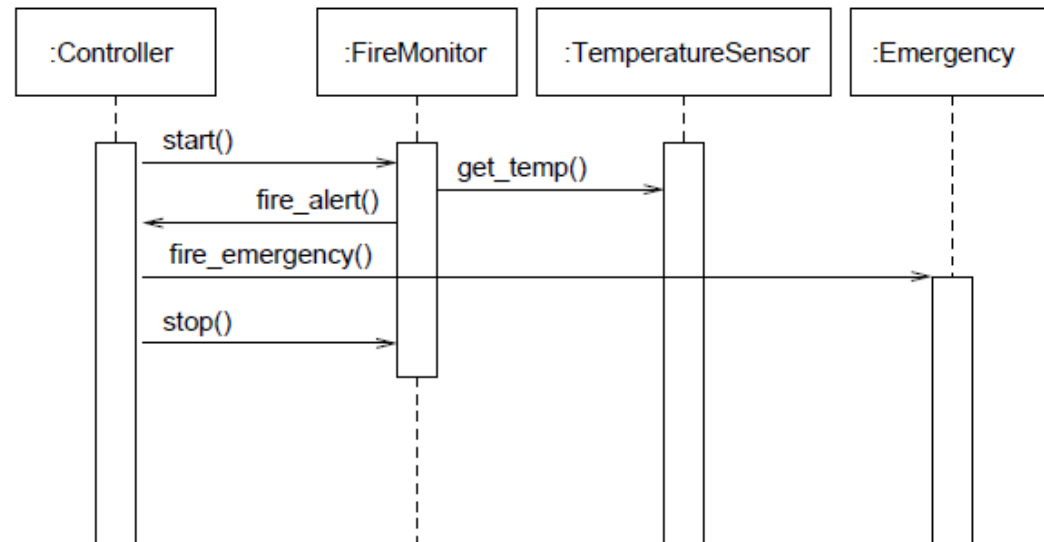 :Controller
:FireMonitor
:TemperatureSensor
:Emergency
start()
get_temp()
fire_alert()
fire_emergency()
stop()